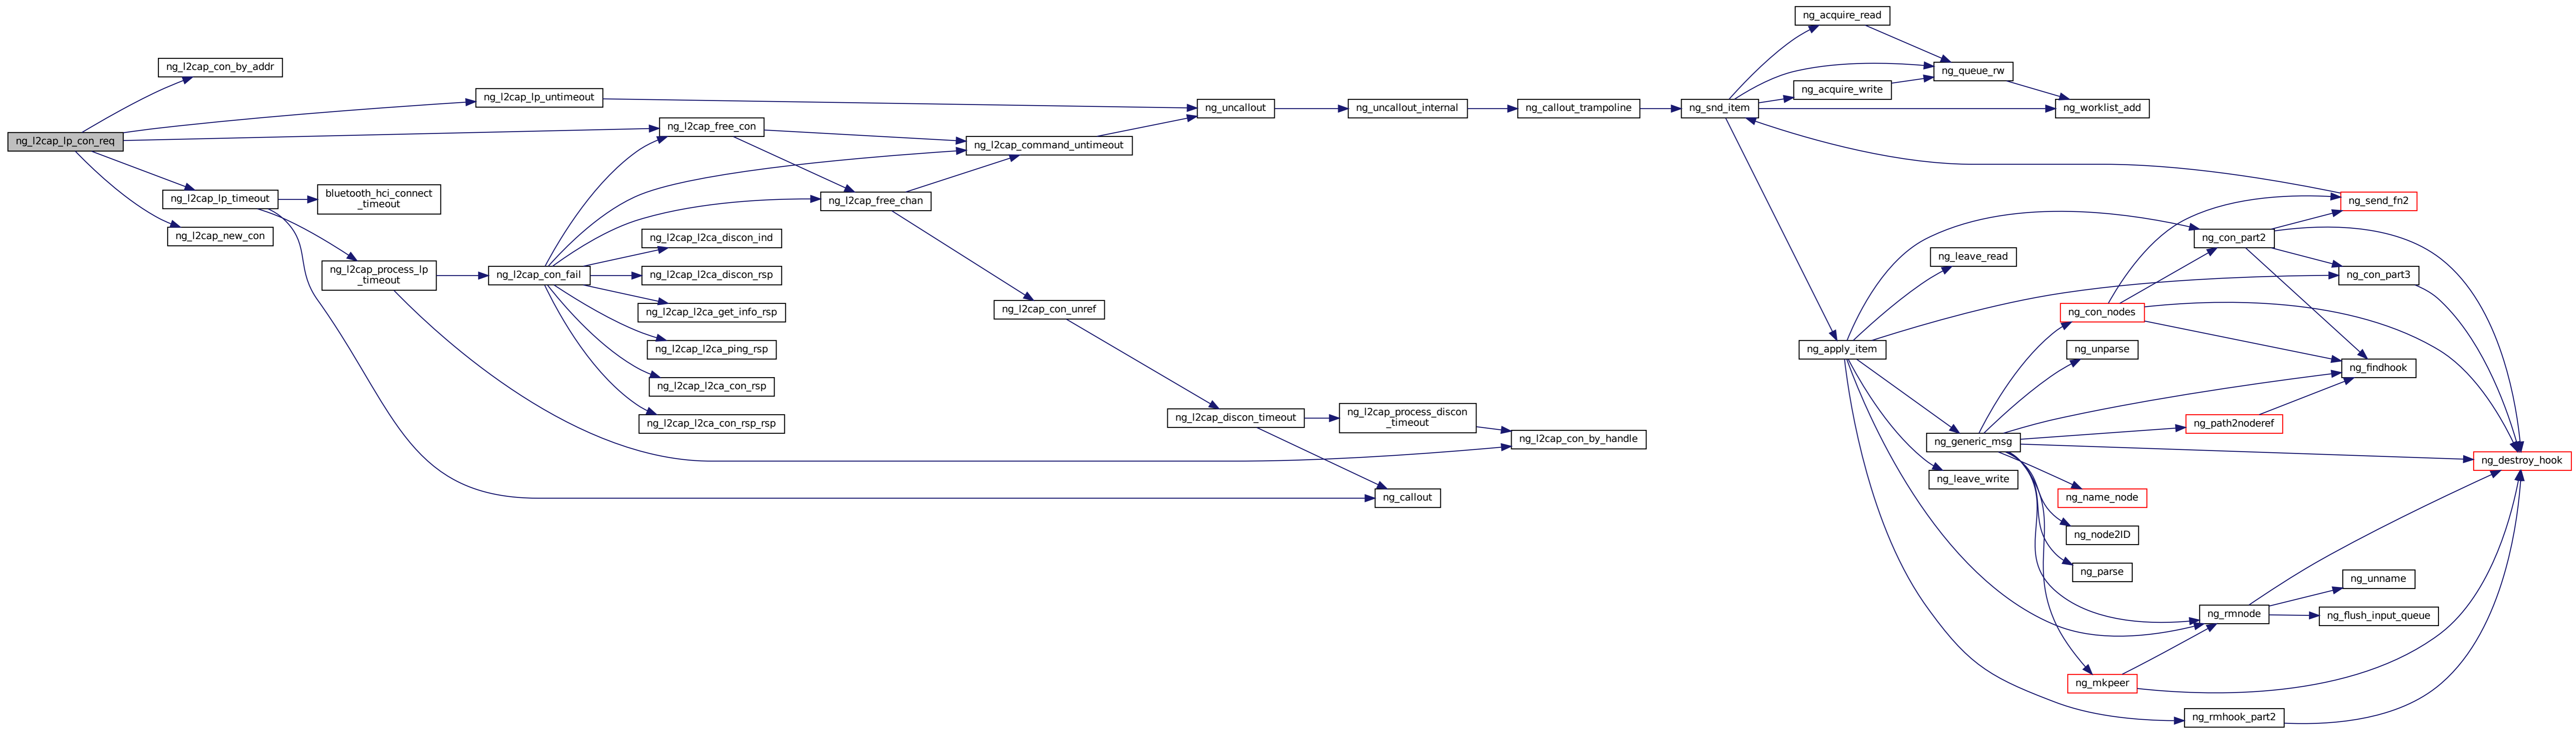 ng_l2cap_lp_con_req
ng_l2cap_con_by_addr
ng_l2cap_lp_timeout
ng_l2cap_new_con
bluetooth_hci_connect
_timeout
ng_l2cap_process_lp
_timeout
ng_l2cap_lp_untimeout
ng_l2cap_con_fail
ng_l2cap_free_con
ng_l2cap_l2ca_discon_ind
ng_l2cap_l2ca_discon_rsp
ng_l2cap_l2ca_get_info_rsp
ng_l2cap_l2ca_ping_rsp
ng_l2cap_l2ca_con_rsp
ng_l2cap_l2ca_con_rsp_rsp
ng_l2cap_free_chan
ng_l2cap_command_untimeout
ng_l2cap_con_unref
ng_uncallout
ng_l2cap_discon_timeout
ng_uncallout_internal
ng_l2cap_process_discon
_timeout
ng_callout
ng_callout_trampoline
ng_l2cap_con_by_handle
ng_snd_item
ng_acquire_read
ng_acquire_write
ng_apply_item
ng_queue_rw
ng_leave_read
ng_generic_msg
ng_leave_write
ng_worklist_add
ng_con_nodes
ng_unparse
ng_name_node
ng_node2ID
ng_parse
ng_mkpeer
ng_con_part2
ng_path2noderef
ng_rmnode
ng_rmhook_part2
ng_send_fn2
ng_con_part3
ng_findhook
ng_unname
ng_flush_input_queue
ng_destroy_hook